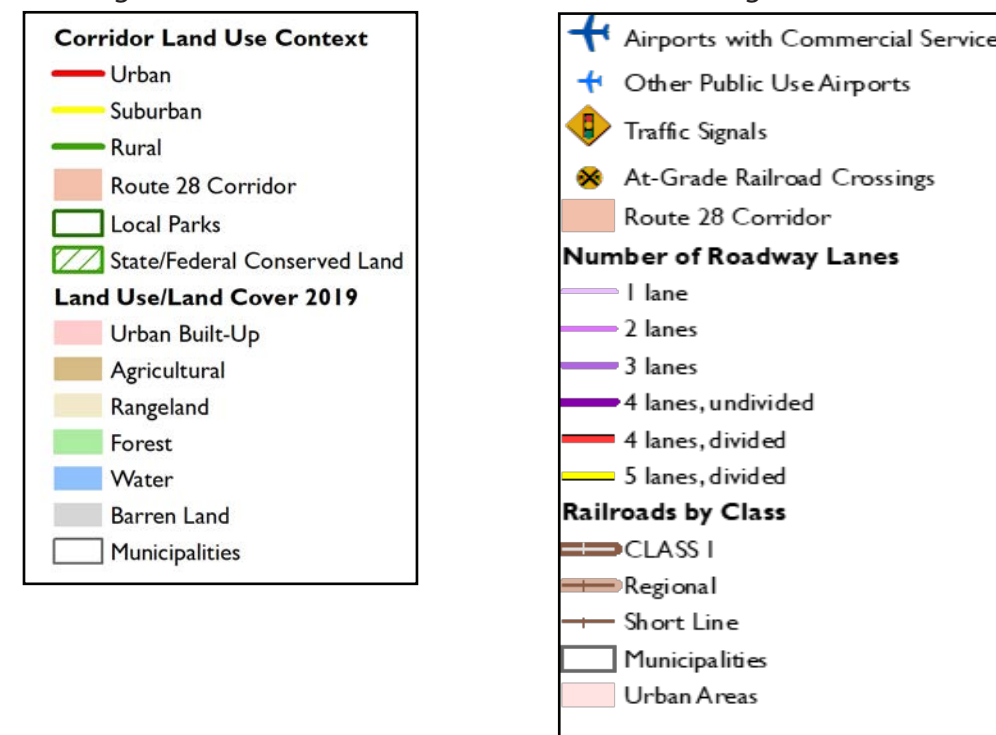 Corridor Land Use Context
Urban
Suburban
Rural
Route 28 Corridor
Local Parks
State/Federal Conserved Land
Land Use/Land Cover 2019
Urban Built-Up
Agricultural
Rangeland
Forest
Water
Barren Land
Municipalities
Airports with Commercial Service
Other Public Use Airports
Traffic Signals
At-Grade Railroad Crossings
Route 28 Corridor
Number of Roadway Lanes
1 lane
2 lanes
3 lanes
4 lanes, undivided
4 lanes, divided
5 lanes, divided
Railroads by Class
CLASS I
Regional
Short Line
Municipalities
Urban Areas